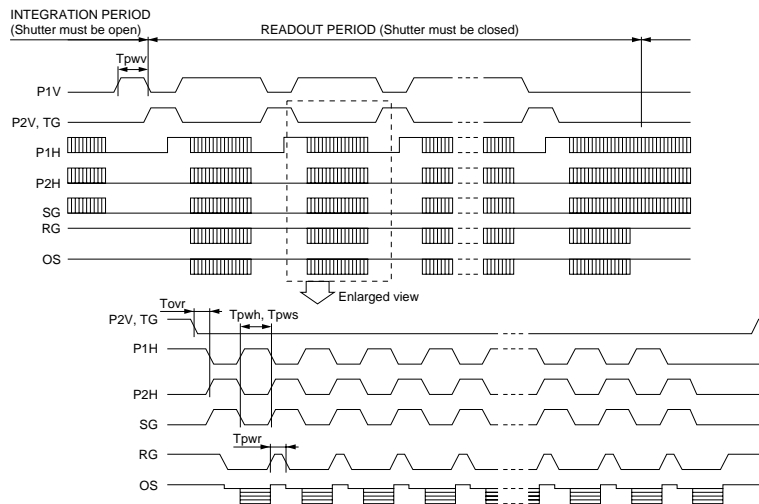 INTEGRATION PERIOD
(Shutter must be open)
READOUT PERIOD (Shutter must be closed)
Tpwv
P1V
P2V, TG
P1H
P2H
SG
RG
OS
Enlarged view
Tovr
Tpwh, Tpws
P2V, TG
P1H
P2H
SG
Tpwr
RG
OS